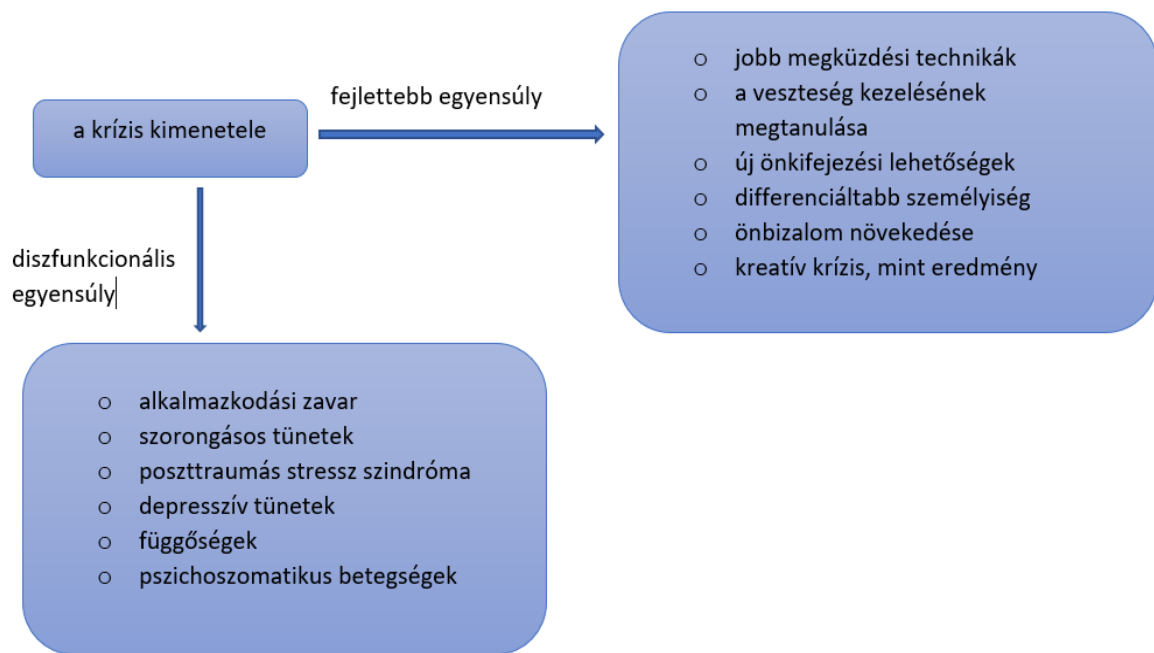 a krízis kimenetele
fejlettebb egyensúly
o jobb megküzdési technikák
o a veszteség kezelésének
megtanulása
o új önkifejezési lehetőségek
o differenciáltabb személyiség
o önbizalom növekedése
o kreatív krízis, mint eredmény
diszfunkcionális
egyensúly
o alkalmazkodási zavar
o szorongásos tünetek
o poszttraumás stressz szindróma
o depresszív tünetek
o függőségek
o pszichoszomatikus betegségek